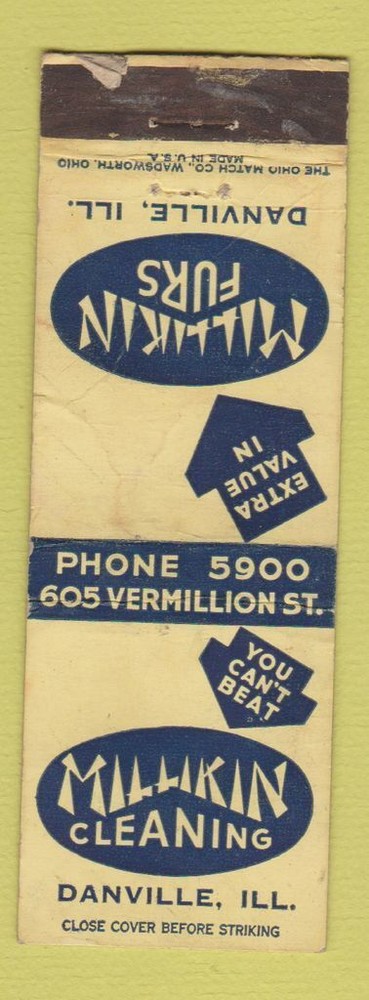 THE OHIO MATCH CO., WADSWORTH, OHIO
MADE IN U.S.A.
DANVILLE, ILL.
MILLIKIN
FURS
EXTRA
VALUE
IN
PHONE 5900
605 VERMILLION ST.
YOU
CAN'T
BEAT
MILLIKIN
CLEANING
DANVILLE, ILL.
CLOSE COVER BEFORE STRIKING